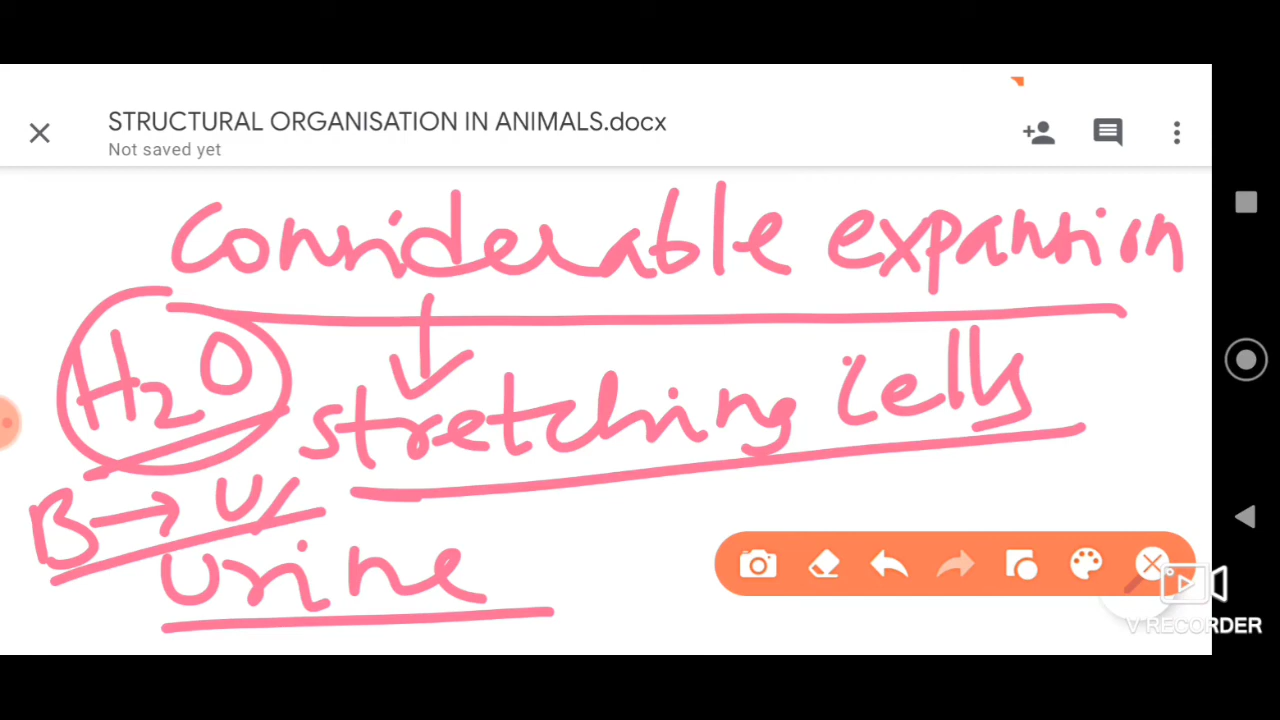 STRUCTURAL ORGANISATION IN ANIMALS.docx
Not saved yet
Considerable expansion
H₂O
stretching cells
B → U/
Urine
V RECORDER